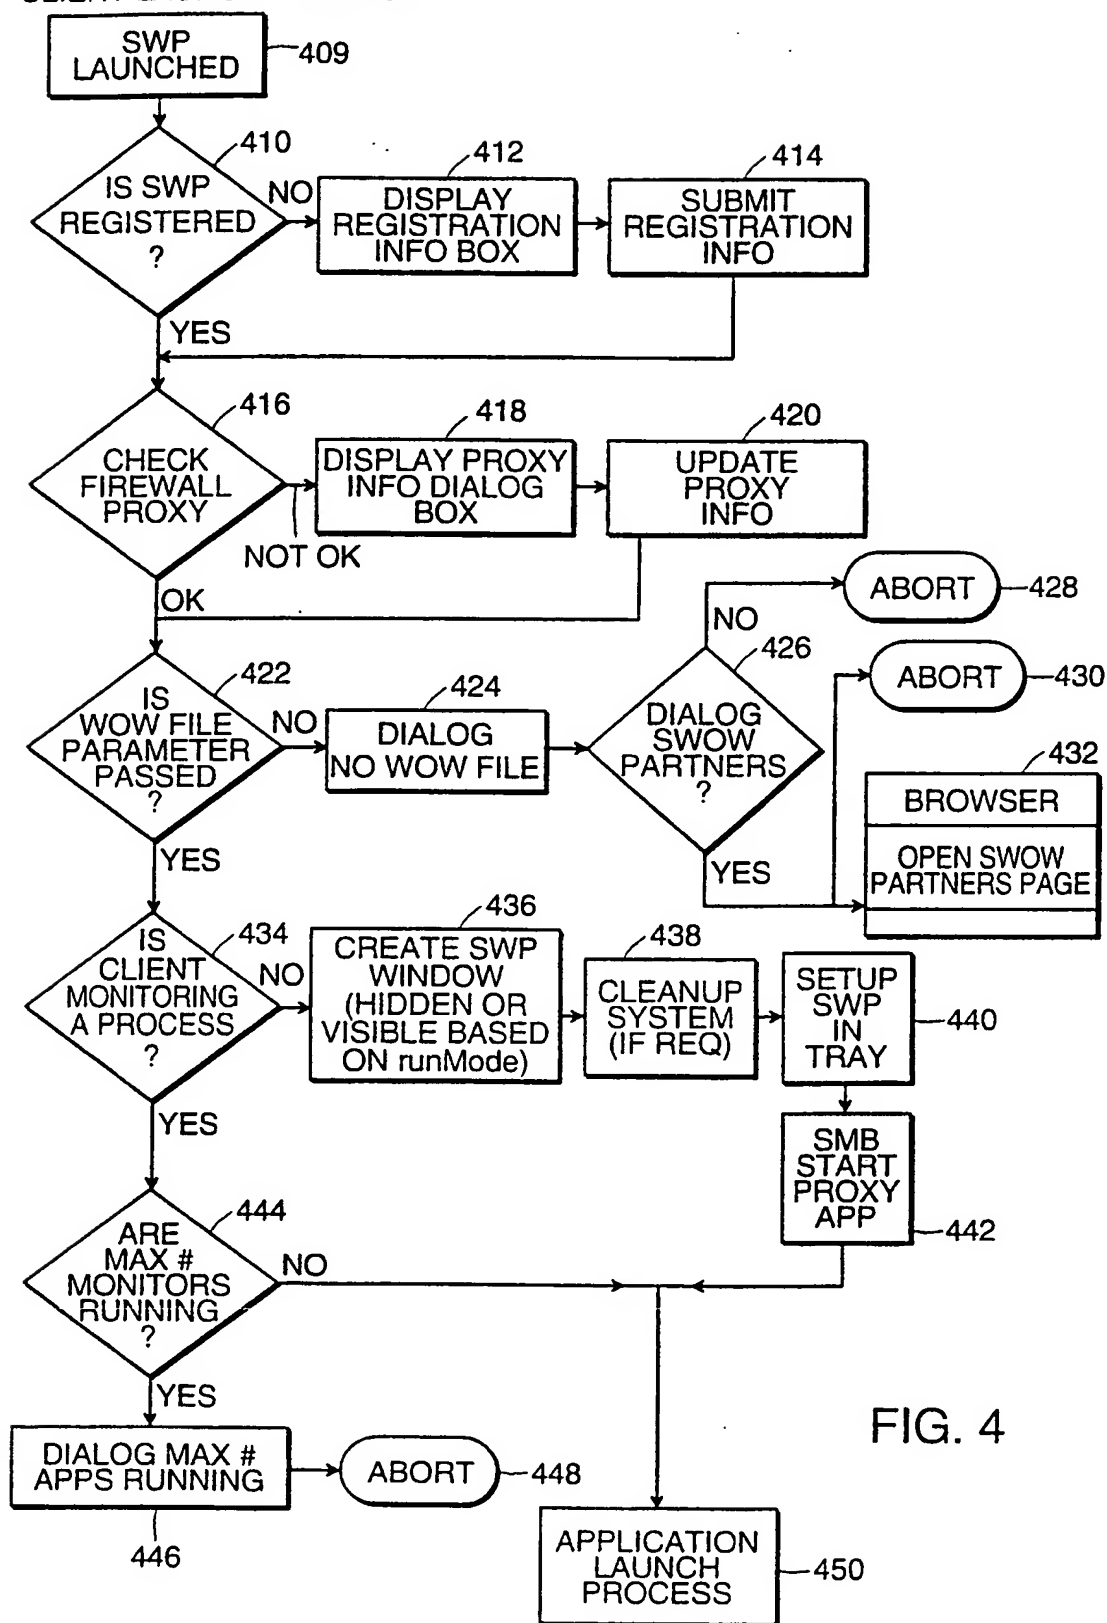 SWP
LAUNCHED
409
410
IS SWP
REGISTERED
?
NO
412
DISPLAY
REGISTRATION
INFO BOX
414
SUBMIT
REGISTRATION
INFO
YES
416
CHECK
FIREWALL
PROXY
NOT OK
418
DISPLAY PROXY
INFO DIALOG
BOX
420
UPDATE
PROXY
INFO
OK
422
IS
WOW FILE
PARAMETER
PASSED
?
NO
424
DIALOG
NO WOW FILE
426
DIALOG
SWOW
PARTNERS
?
NO
ABORT
428
ABORT
430
YES
432
BROWSER
OPEN SWOW
PARTNERS PAGE
YES
434
IS
CLIENT
MONITORING
A PROCESS
?
NO
436
CREATE SWP
WINDOW
(HIDDEN OR
VISIBLE BASED
ON runMode)
438
CLEANUP
SYSTEM
(IF REQ)
SETUP
SWP
IN
TRAY
440
SMB
START
PROXY
APP
442
YES
444
ARE
MAX #
MONITORS
RUNNING
?
NO
YES
DIALOG MAX #
APPS RUNNING
446
ABORT
448
APPLICATION
LAUNCH
PROCESS
450
FIG. 4